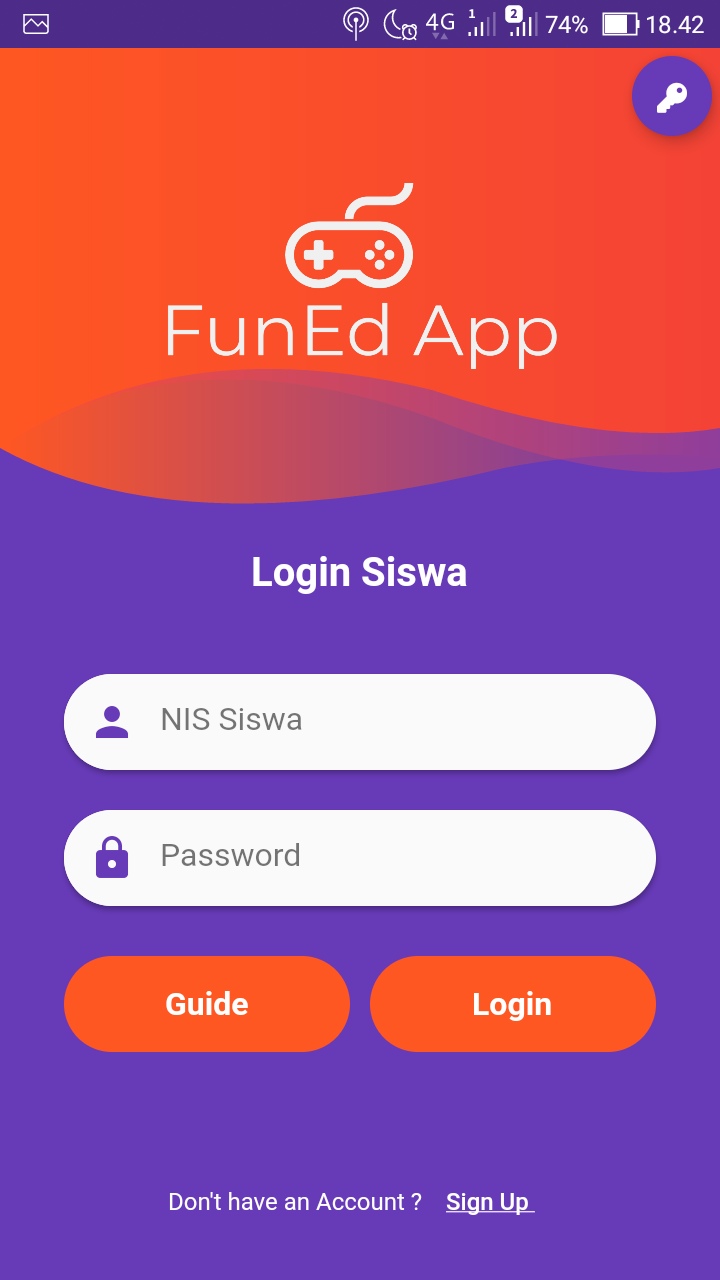 4G 1 2 74% 18.42
FunEd App
Login Siswa
NIS Siswa
Password
Guide Login
Don't have an Account ? Sign Up